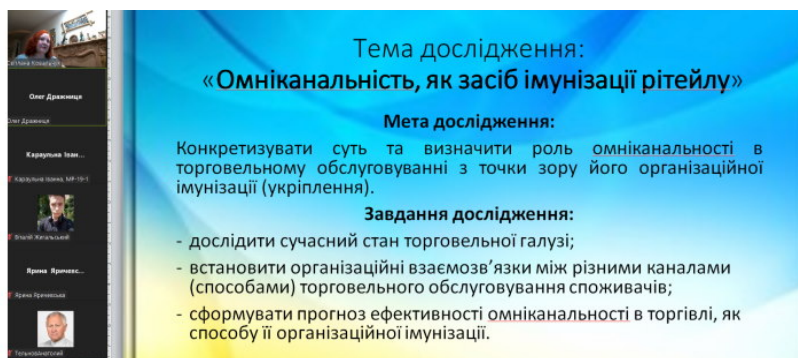 Світлана Ковальчук
Олег Дражниця
Олег Дражниця
Караульна Іван...
Караульна Іванна, МР-19-1
Віталій Жигальський
Ярина Яричевс...
Ярина Яричевська
Тельнованатолий
Тема дослідження:
«Омніканальність, як засіб імунізації рітейлу»
Мета дослідження:
Конкретизувати суть та визначити роль омніканальності в
торговельному обслуговуванні з точки зору його організаційної
імунізації (укріплення).
Завдання дослідження:
- дослідити сучасний стан торговельної галузі;
- встановити організаційні взаємозв’язки між різними каналами
(способами) торговельного обслуговування споживачів;
- сформувати прогноз ефективності омніканальності в торгівлі, як
способу її організаційної імунізації.